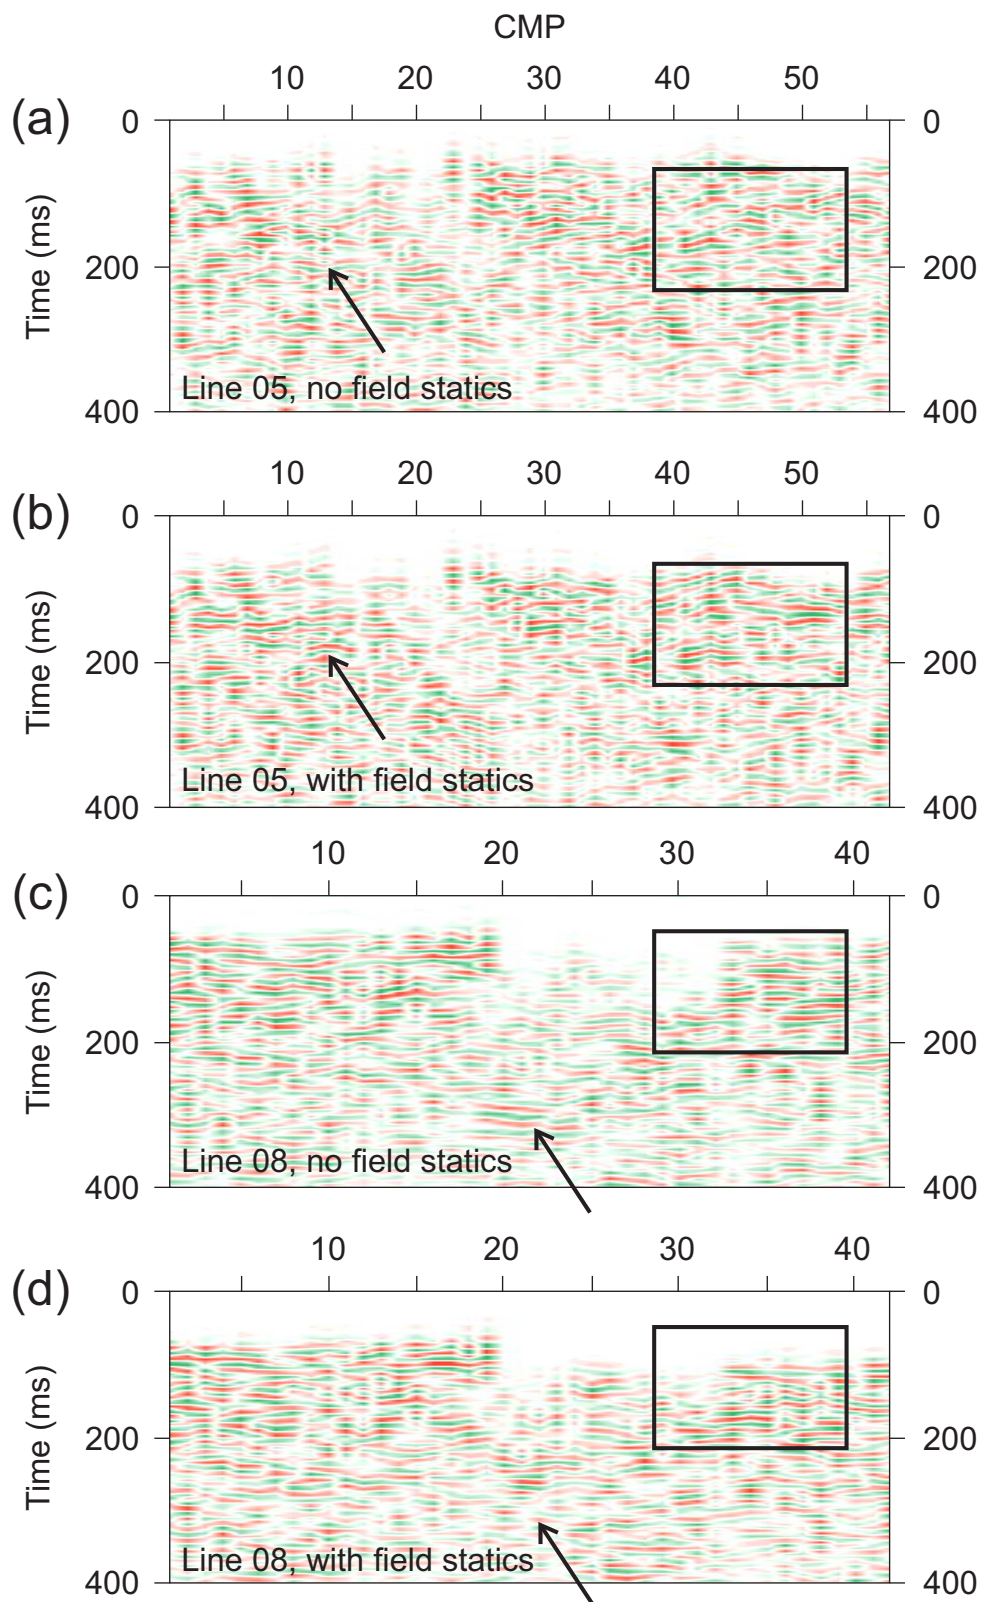 CMP
10 20 30 40 50
(a)
0 0
Time (ms)
200 200
Line 05, no field statics
400 400
10 20 30 40 50
(b)
0 0
Time (ms)
200 200
Line 05, with field statics
400 400
10 20 30 40
(c)
0 0
Time (ms)
200 200
Line 08, no field statics
400 400
10 20 30 40
(d)
0 0
Time (ms)
200 200
Line 08, with field statics
400 400